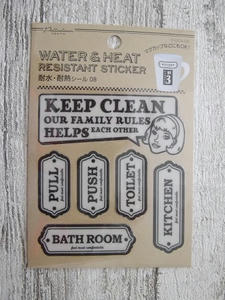 WATER & HEAT
RESISTANT STICKER
耐水・耐熱シール 08
KEEP CLEAN
OUR FAMILY RULES
HELPS EACH OTHER
PULL
PUSH
TOILET
KITCHEN
BATH ROOM